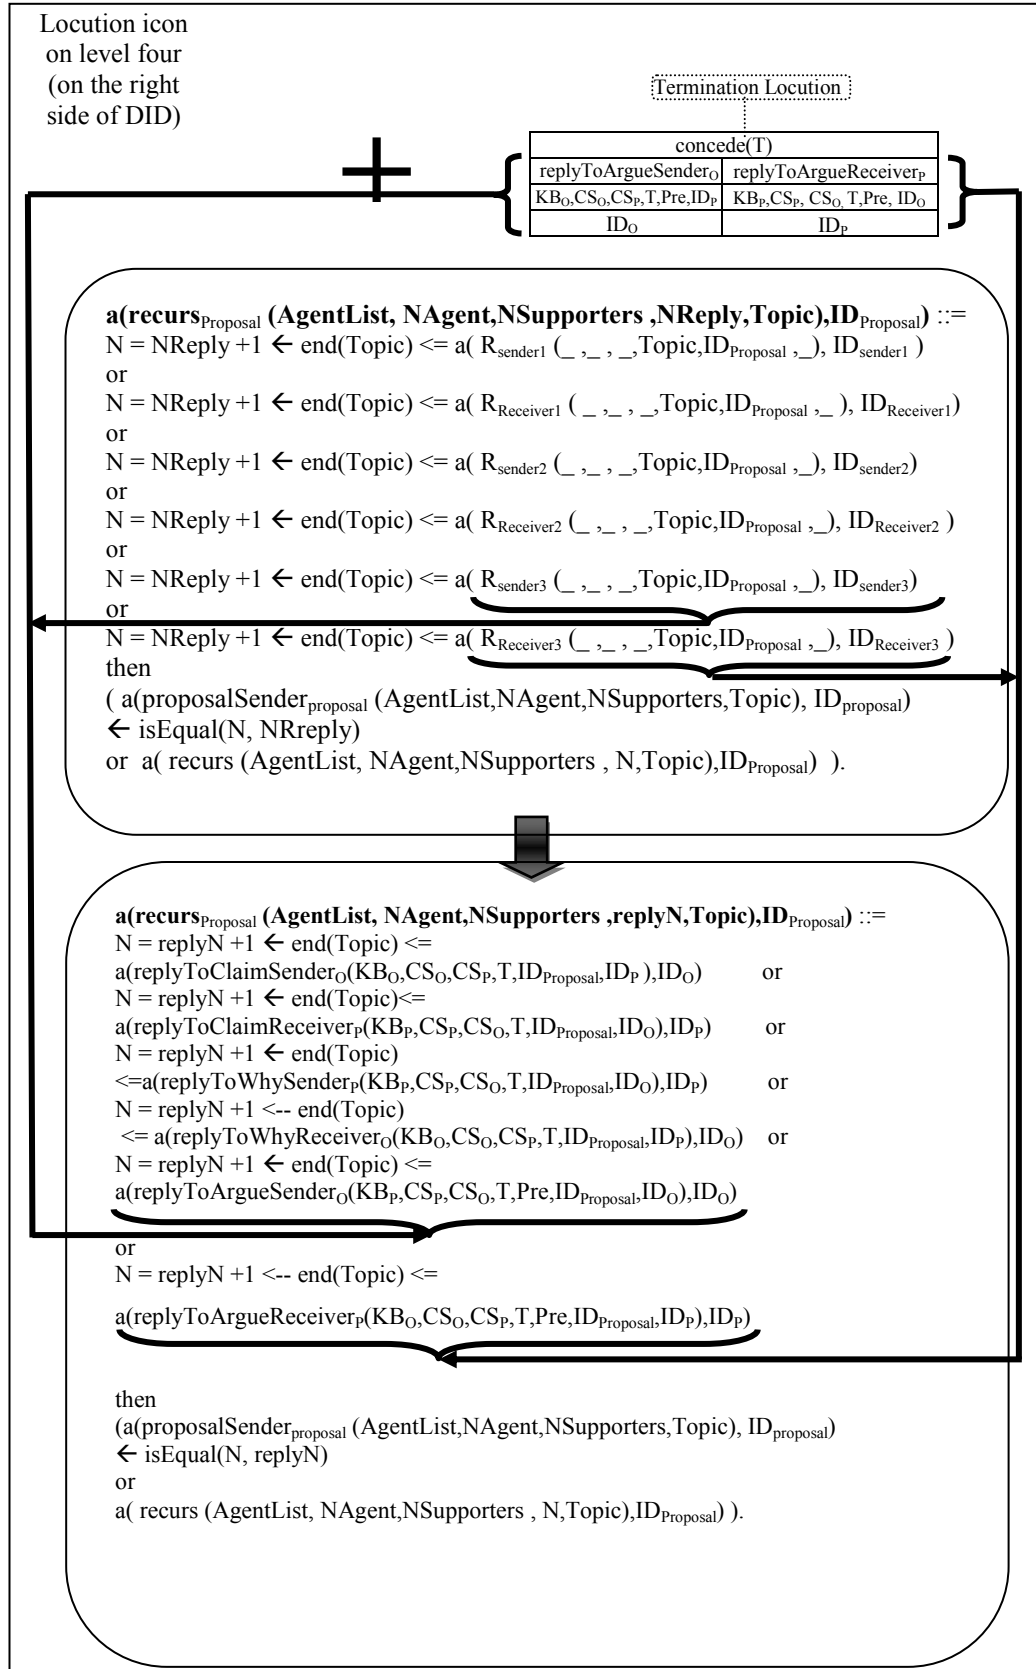 Locution icon
on level four
(on the right
side of DID)
Termination Locution
concede(T)
replyToArgueSenderO replyToArgueReceiverP
KBO,CSO,CSP,T,Pre,IDP KBP,CSP, CSO, T,Pre, IDO
IDO IDP
a(recursProposal (AgentList, NAgent,NSupporters ,NReply,Topic),IDProposal) ::=
N = NReply +1 ← end(Topic) <= a( Rsender1 (_ ,_ , _,Topic,IDProposal ,_), IDsender1 )
or
N = NReply +1 ← end(Topic) <= a( RReceiver1 ( _ ,_ , _,Topic,IDProposal ,_ ), IDReceiver1)
or
N = NReply +1 ← end(Topic) <= a( Rsender2 (_ ,_ , _,Topic,IDProposal ,_), IDsender2)
or
N = NReply +1 ← end(Topic) <= a( RReceiver2 (_ ,_ , _,Topic,IDProposal ,_), IDReceiver2 )
or
N = NReply +1 ← end(Topic) <= a( Rsender3 (_ ,_ , _,Topic,IDProposal ,_), IDsender3)
or
N = NReply +1 ← end(Topic) <= a( RReceiver3 (_ ,_ , _,Topic,IDProposal ,_), IDReceiver3 )
then
( a(proposalSenderproposal (AgentList,NAgent,NSupporters,Topic), IDproposal)
← isEqual(N, NRreply)
or a( recurs (AgentList, NAgent,NSupporters , N,Topic),IDProposal) ).
a(recursProposal (AgentList, NAgent,NSupporters ,replyN,Topic),IDProposal) ::=
N = replyN +1 ← end(Topic) <=
a(replyToClaimSenderO(KBO,CSO,CSP,T,IDProposal,IDP ),IDO) or
N = replyN +1 ← end(Topic)<=
a(replyToClaimReceiverP(KBP,CSP,CSO,T,IDProposal,IDO),IDP) or
N = replyN +1 ← end(Topic)
<=a(replyToWhySenderP(KBP,CSP,CSO,T,IDProposal,IDO),IDP) or
N = replyN +1 <-- end(Topic)
<= a(replyToWhyReceiverO(KBO,CSO,CSP,T,IDProposal,IDP),IDO) or
N = replyN +1 ← end(Topic) <=
a(replyToArgueSenderO(KBP,CSP,CSO,T,Pre,IDProposal,IDO),IDO)
or
N = replyN +1 <-- end(Topic) <=
a(replyToArgueReceiverP(KBO,CSO,CSP,T,Pre,IDProposal,IDP),IDP)
then
(a(proposalSenderproposal (AgentList,NAgent,NSupporters,Topic), IDproposal)
← isEqual(N, replyN)
or
a( recurs (AgentList, NAgent,NSupporters , N,Topic),IDProposal) ).